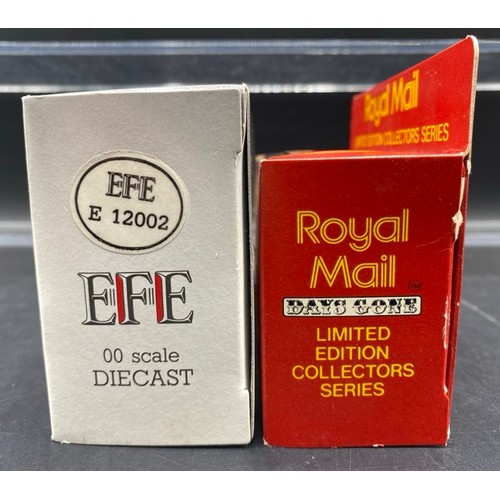 EFE
E 12002
EFE
00 scale
DIECAST
Royal Mail
LIMITED EDITION COLLECTORS SERIES
Royal
Mail
TM
DAYS GONE
LIMITED
EDITION
COLLECTORS
SERIES